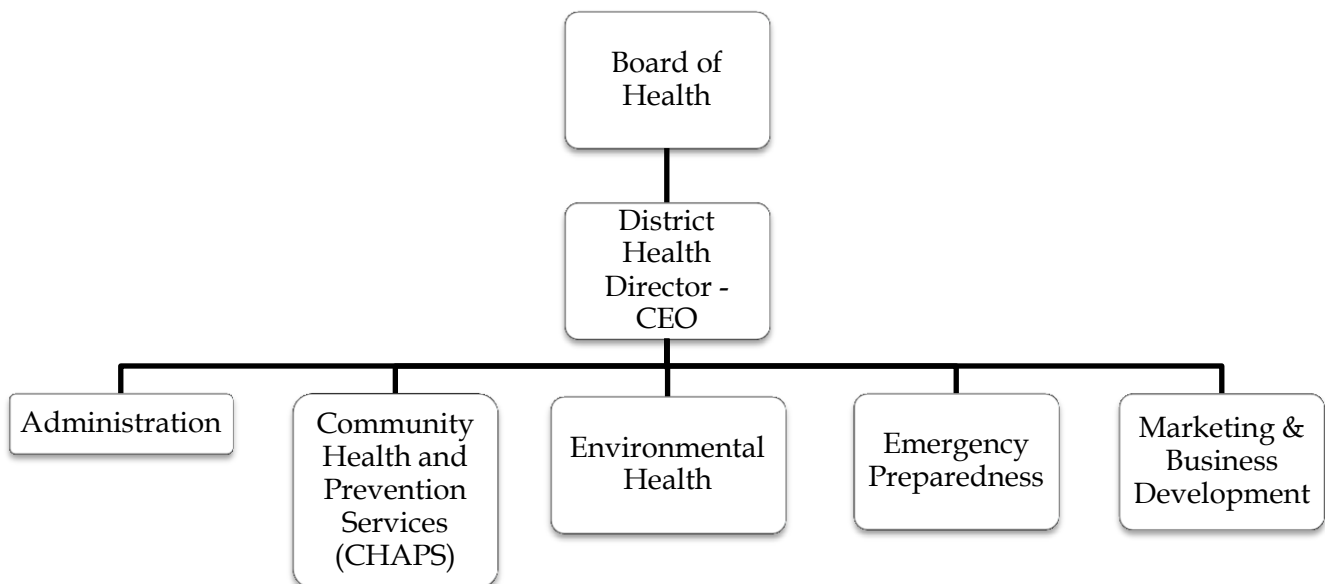 Board of
Health
District
Health
Director -
CEO
Administration
Community
Health and
Prevention
Services
(CHAPS)
Environmental
Health
Emergency
Preparedness
Marketing &
Business
Development